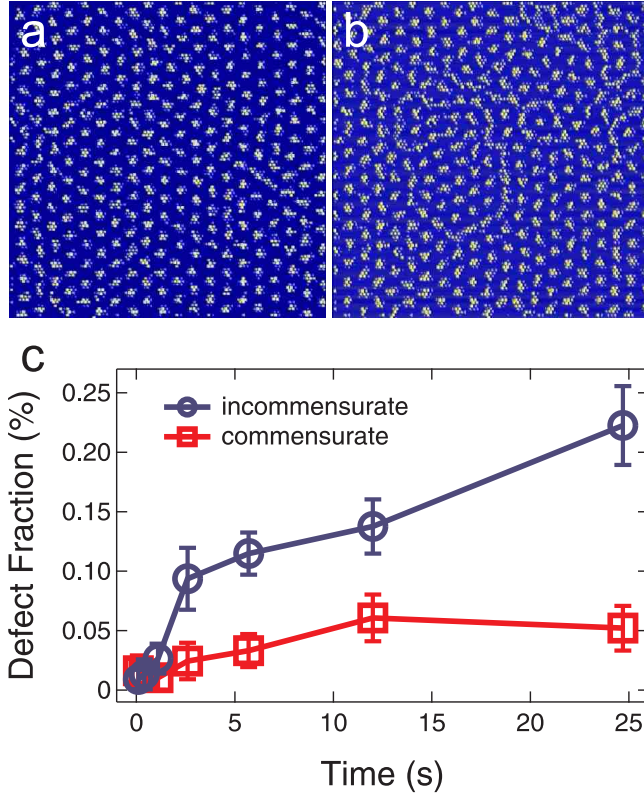 a
b
c
Defect Fraction (%)
0.25
0.20
0.15
0.10
0.05
0
incommensurate
commensurate
0 5 10 15 20 25
Time (s)